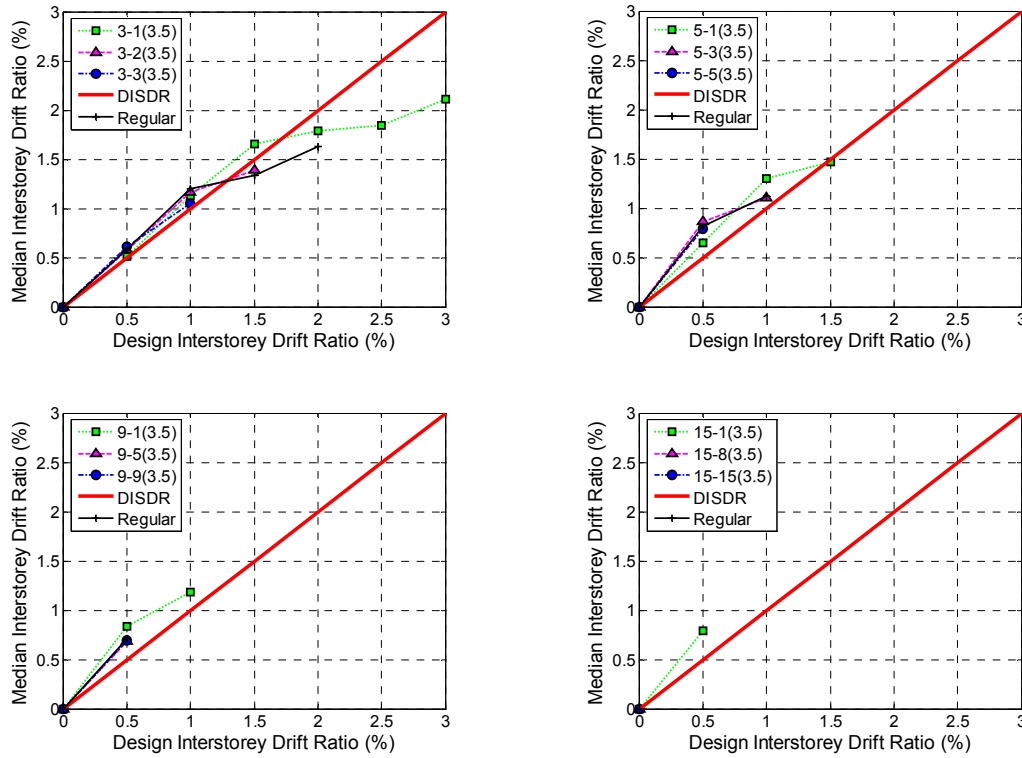 3
2.5
2
1.5
1
0.5
0
0 0.5 1 1.5 2 2.5 3
Median Interstorey Drift Ratio (%)
Design Interstorey Drift Ratio (%)
3-1(3.5)
3-2(3.5)
3-3(3.5)
DISDR
Regular
3
2.5
2
1.5
1
0.5
0
0 0.5 1 1.5 2 2.5 3
Median Interstorey Drift Ratio (%)
Design Interstorey Drift Ratio (%)
5-1(3.5)
5-3(3.5)
5-5(3.5)
DISDR
Regular
3
2.5
2
1.5
1
0.5
0
0 0.5 1 1.5 2 2.5 3
Median Interstorey Drift Ratio (%)
Design Interstorey Drift Ratio (%)
9-1(3.5)
9-5(3.5)
9-9(3.5)
DISDR
Regular
3
2.5
2
1.5
1
0.5
0
0 0.5 1 1.5 2 2.5 3
Median Interstorey Drift Ratio (%)
Design Interstorey Drift Ratio (%)
15-1(3.5)
15-8(3.5)
15-15(3.5)
DISDR
Regular